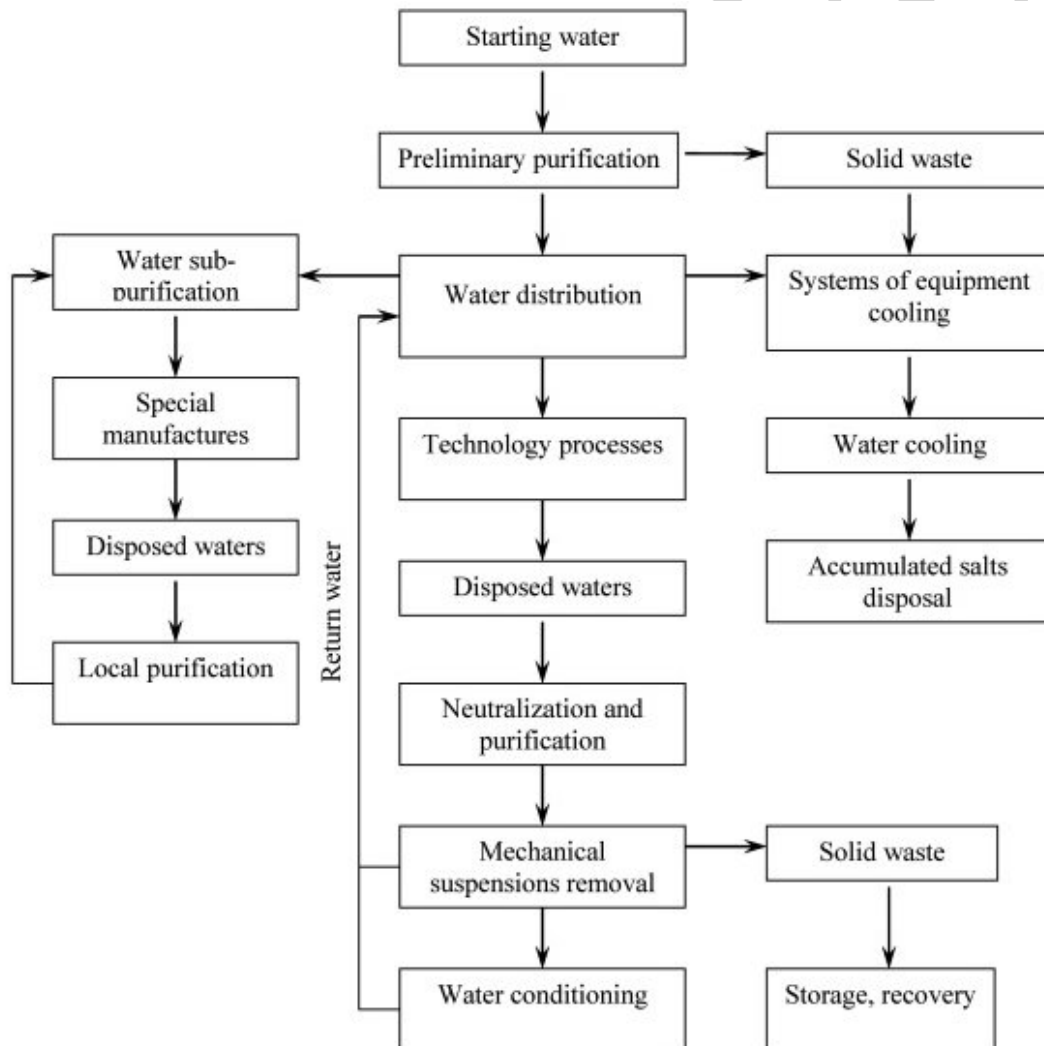 Starting water
Preliminary purification
Solid waste
Water sub-
purification
Water distribution
Systems of equipment
cooling
Special
manufactures
Technology processes
Water cooling
Disposed waters
Disposed waters
Accumulated salts
disposal
Return water
Local purification
Neutralization and
purification
Mechanical
suspensions removal
Solid waste
Water conditioning
Storage, recovery